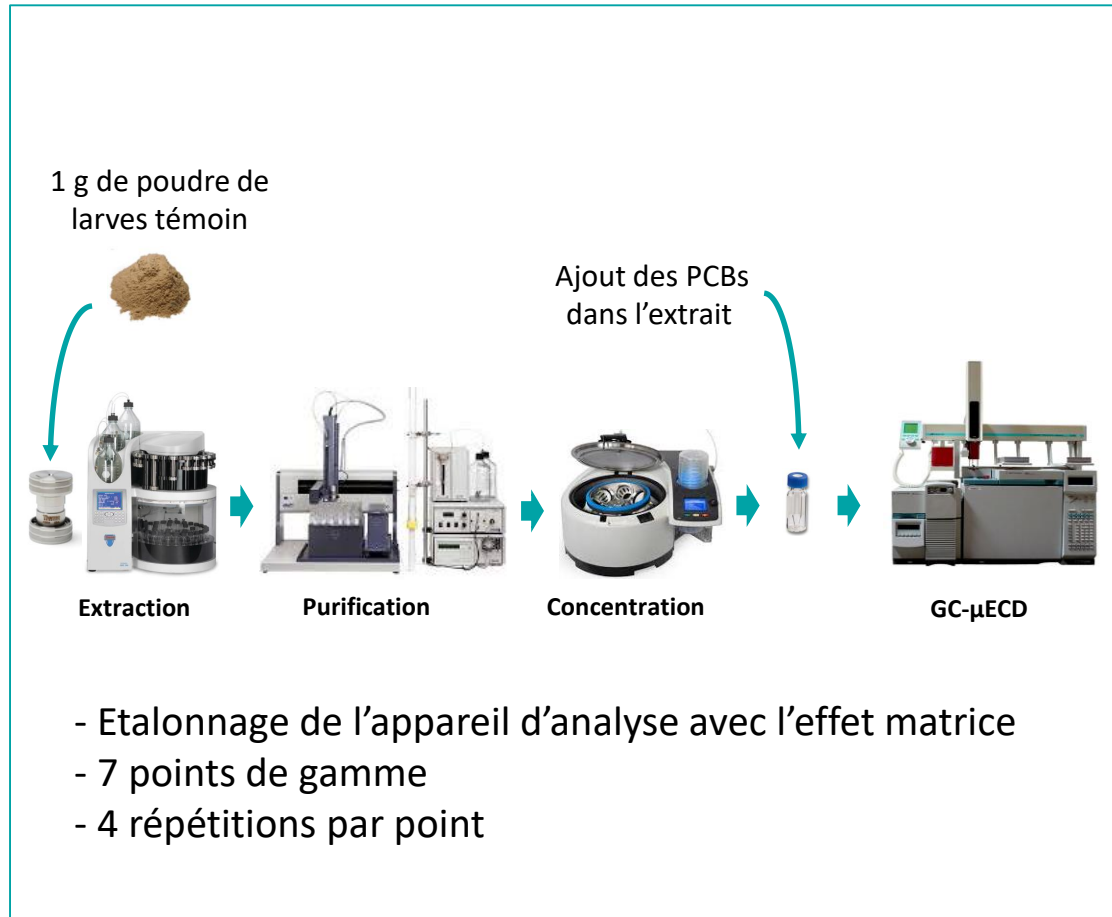 1 g de poudre de
larves témoin
Ajout des PCBs
dans l’extrait
Extraction
Purification
Concentration
GC-µECD
- Etalonnage de l’appareil d’analyse avec l’effet matrice
- 7 points de gamme
- 4 répétitions par point